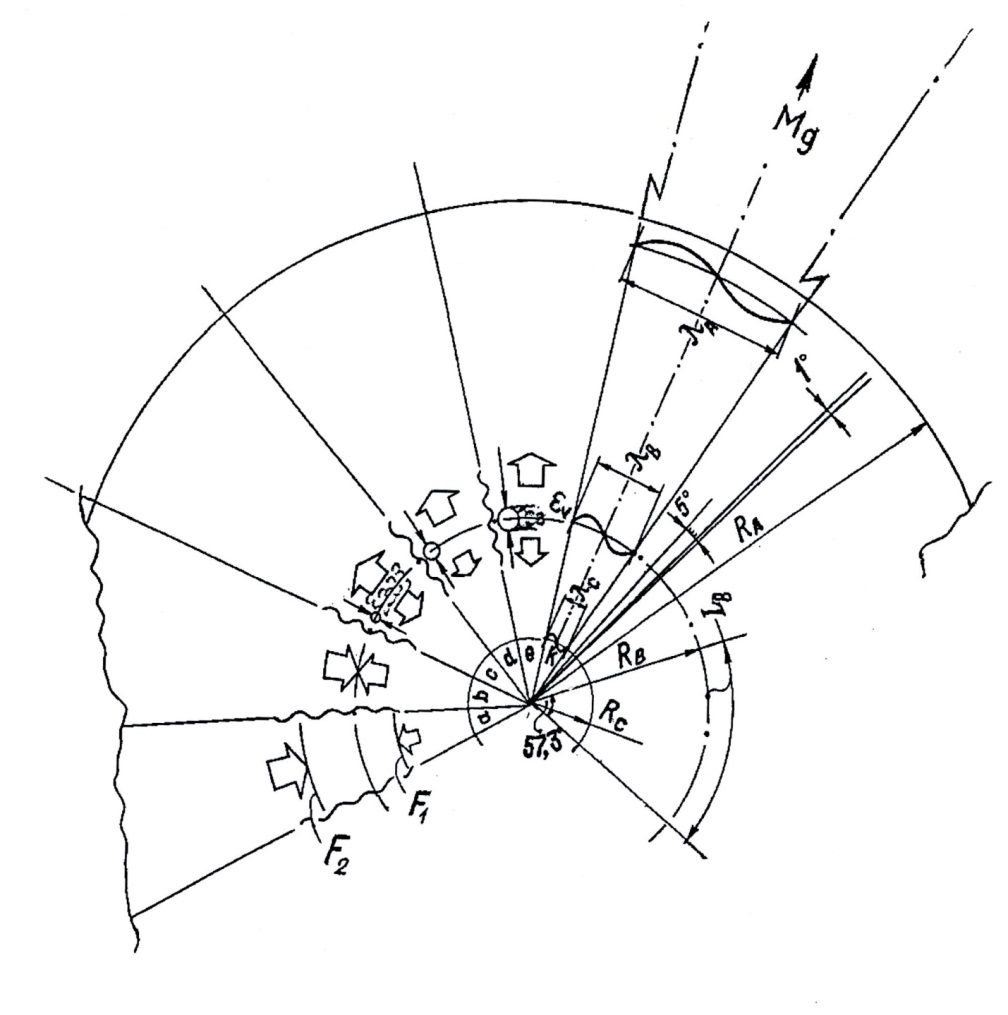 Mg
λA
1°
λB
5°
RA
εv
λC
LB
RB
a b c d e k
RC
57,3
F1
F2